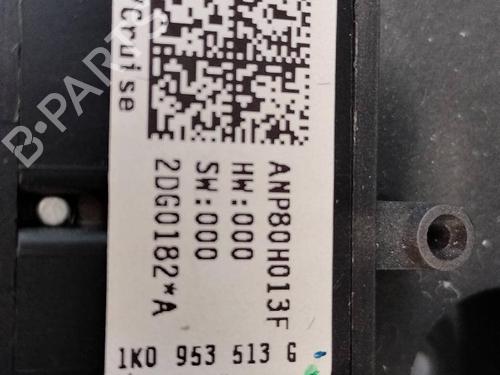 /Cruise
ANP80H013F
HW:000
SW:000
2DG0182*A
1K0 953 513 G
B-PARTS